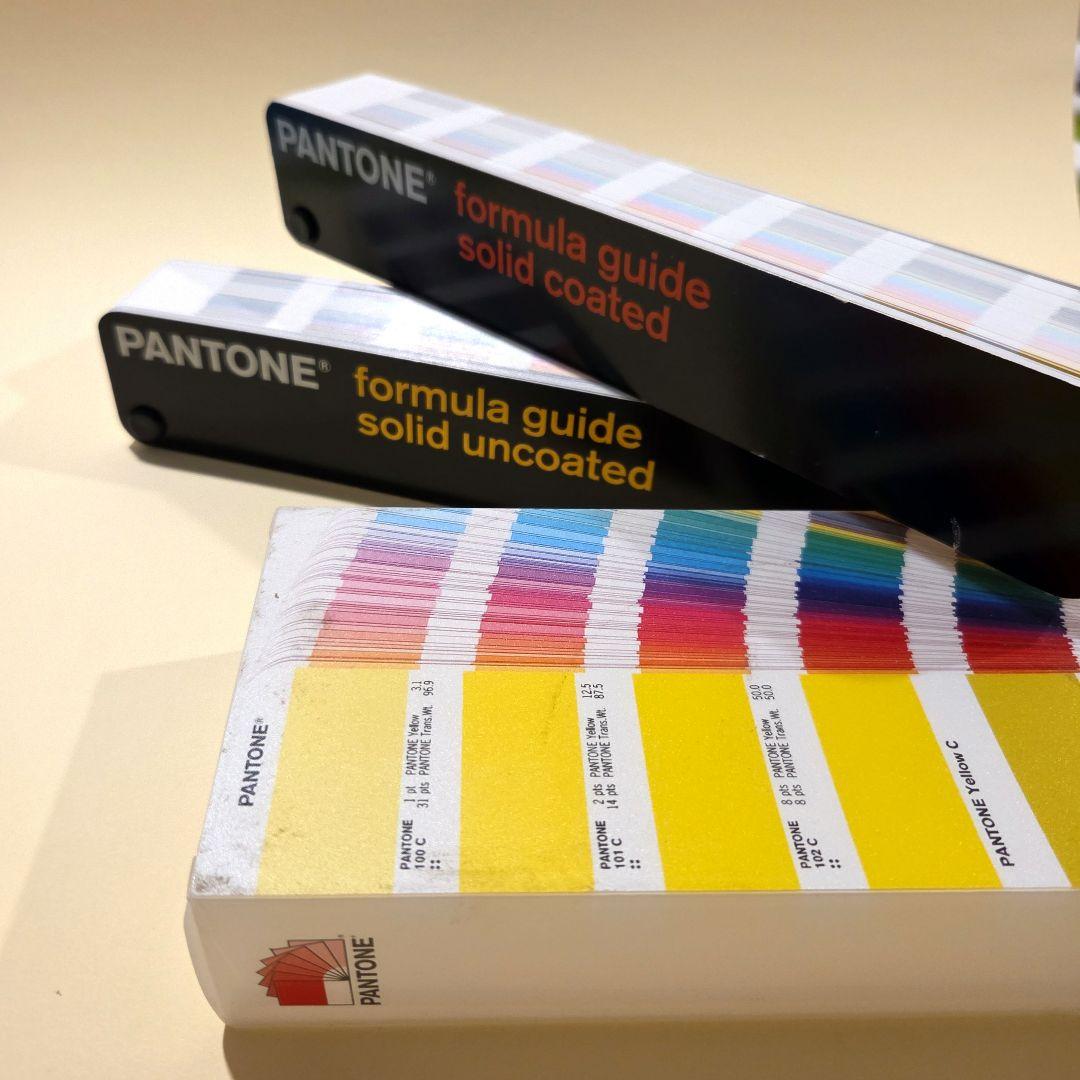 PANTONE®
formula guide
solid coated
PANTONE®
formula guide
solid uncoated
PANTONE®
PANTONE
100 C
1 pt PANTONE Yellow 3.1
31 pts PANTONE Trans.Wt. 96.9
PANTONE
101 C
2 pts PANTONE Yellow 12.5
14 pts PANTONE Trans.Wt. 87.5
PANTONE
102 C
8 pts PANTONE Yellow 50.0
8 pts PANTONE Trans.Wt. 50.0
PANTONE Yellow C
PANTONE®